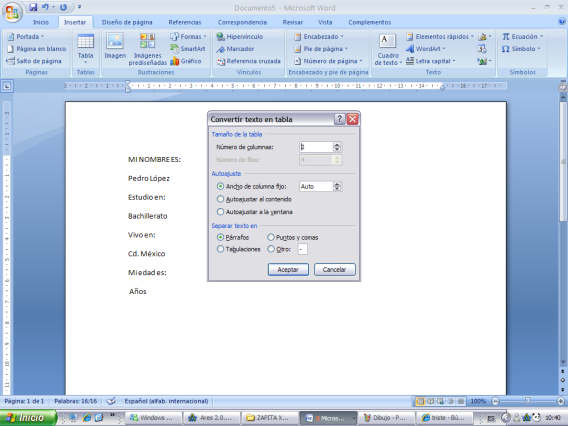 Documento5 - Microsoft Word
Inicio Insertar Diseño de página Referencias Correspondencia Revisar Vista Complementos
Portada
Página en blanco
Salto de página
Páginas
Tabla
Tablas
Imagen
Imágenes prediseñadas
Formas
SmartArt
Gráfico
Ilustraciones
Hipervínculo
Marcador
Referencia cruzada
Vínculos
Encabezado
Pie de página
Número de página
Encabezado y pie de página
Cuadro de texto
Elementos rápidos
WordArt
Letra capital
Texto
Ecuación
Símbolo
Símbolos
MI NOMBRE ES:
Pedro López
Estudio en:
Bachillerato
Vivo en:
Cd. México
Mi edad es:
Años
Convertir texto en tabla
Tamaño de la tabla
Número de columnas: 2
Número de filas: 4
Autoajuste
Ancho de columna fijo: Auto
Autoajustar al contenido
Autoajustar a la ventana
Separar texto en
Párrafos Puntos y comas
Tabulaciones Otro: -
Aceptar Cancelar
Página: 1 de 1 Palabras: 16/16 Español (alfab. internacional) 100%
Inicio Windows ... Ares 2.0.... ZAPITA X... Micros... Dibujo - P... triste - Bú... ES 10:40